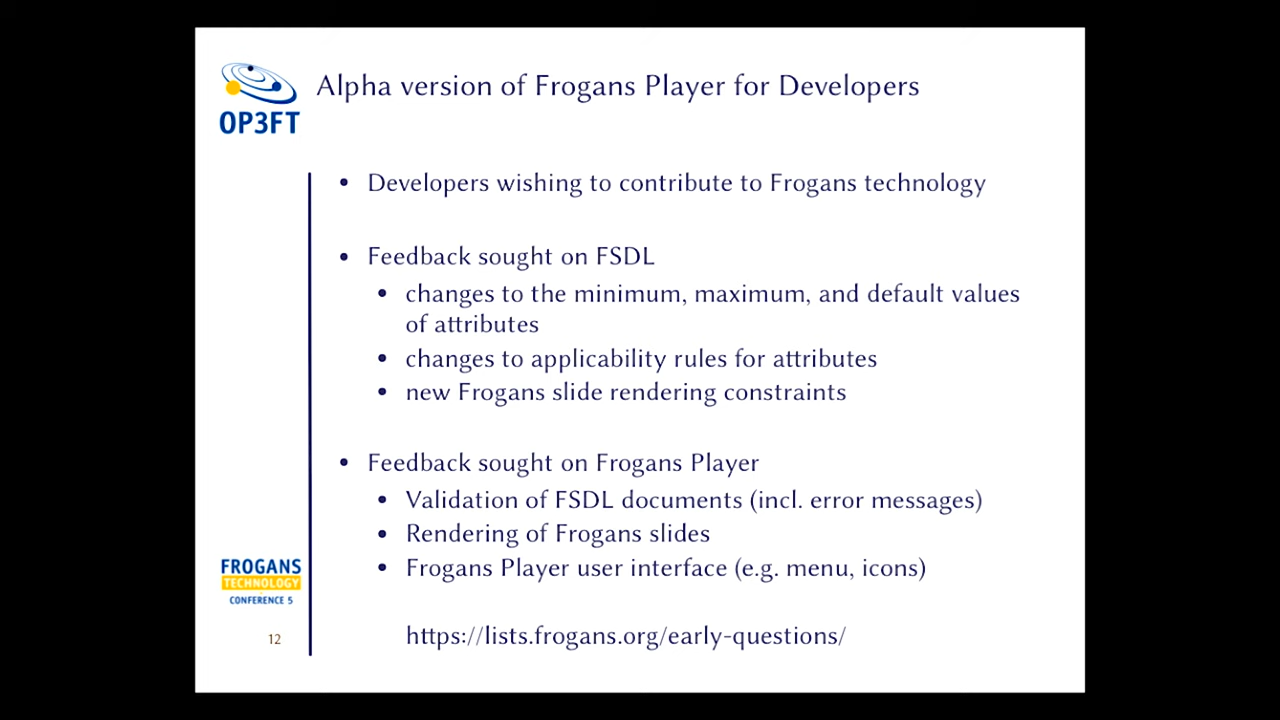 Alpha version of Frogans Player for Developers
OP3FT
• Developers wishing to contribute to Frogans technology
• Feedback sought on FSDL
• changes to the minimum, maximum, and default values
of attributes
• changes to applicability rules for attributes
• new Frogans slide rendering constraints
• Feedback sought on Frogans Player
• Validation of FSDL documents (incl. error messages)
• Rendering of Frogans slides
• Frogans Player user interface (e.g. menu, icons)
https://lists.frogans.org/early-questions/
FROGANS
TECHNOLOGY
CONFERENCE 5
12